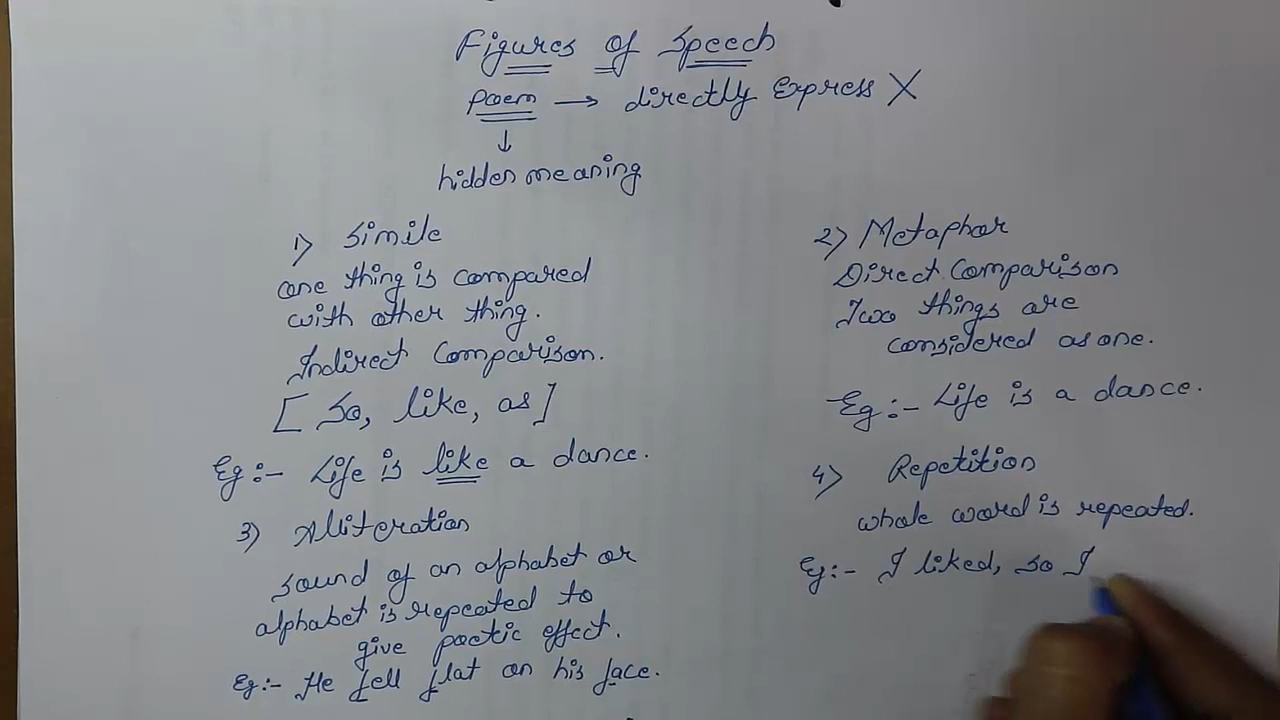 Figures of Speech
Poem → directly Express X
↓
hidden meaning
1) Simile
one thing is compared
with other thing.
Indirect Comparison.
[ So, like, as ]
Eg:- Life is like a dance.
3) Alliteration
sound of an alphabet or
alphabet is repeated to
give poetic effect.
Eg:- He fell flat on his face.
2) Metaphor
Direct Comparison
Two things are
considered as one.
Eg:- Life is a dance.
4) Repetition
whole word is repeated.
Eg:- I liked, so I